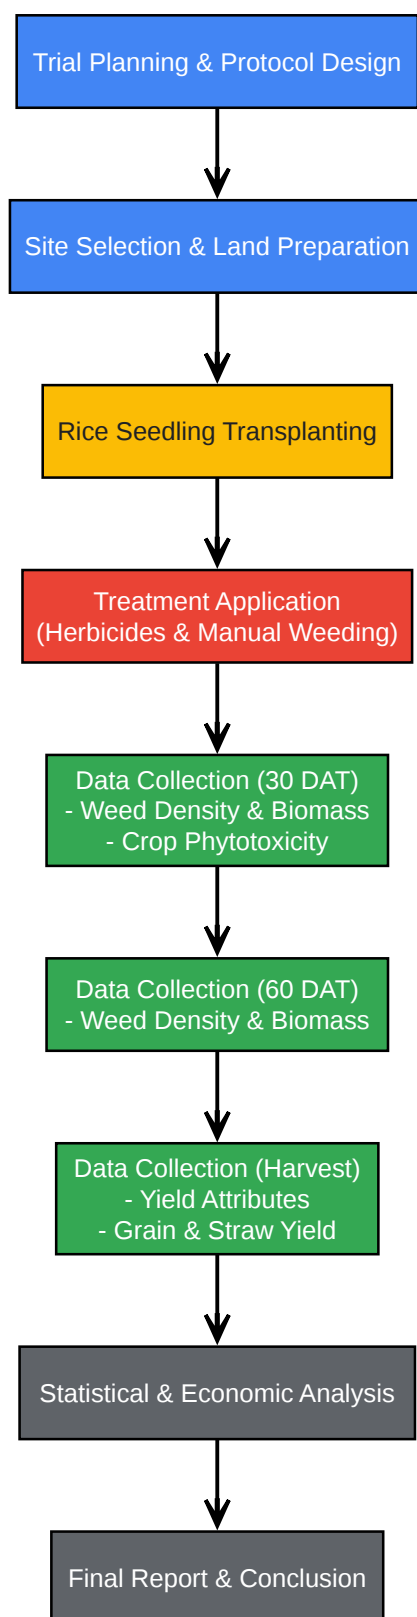 Trial Planning & Protocol Design
Site Selection & Land Preparation
Rice Seedling Transplanting
Treatment Application
(Herbicides & Manual Weeding)
Data Collection (30 DAT)
- Weed Density & Biomass
- Crop Phytotoxicity
Data Collection (60 DAT)
- Weed Density & Biomass
Data Collection (Harvest)
- Yield Attributes
- Grain & Straw Yield
Statistical & Economic Analysis
Final Report & Conclusion